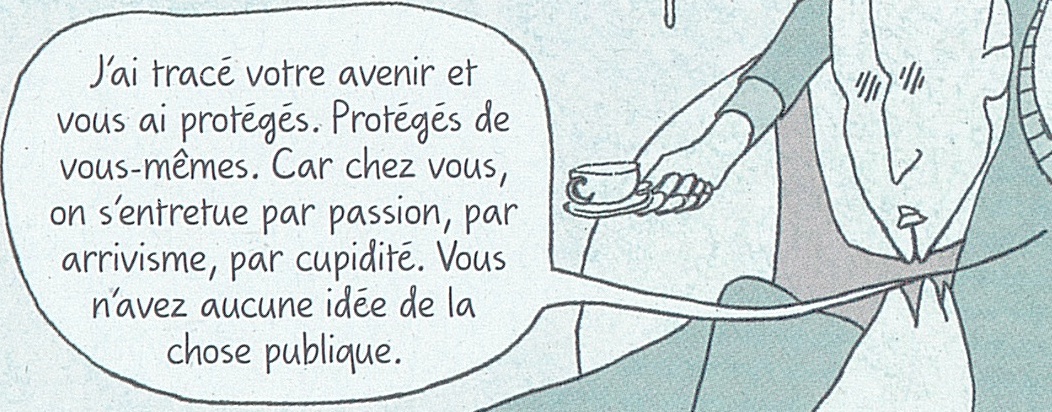 J'ai tracé votre avenir et
vous ai protégés. Protégés de
vous-mêmes. Car chez vous,
on s'entretue par passion, par
arrivisme, par cupidité. Vous
n'avez aucune idée de la
chose publique.